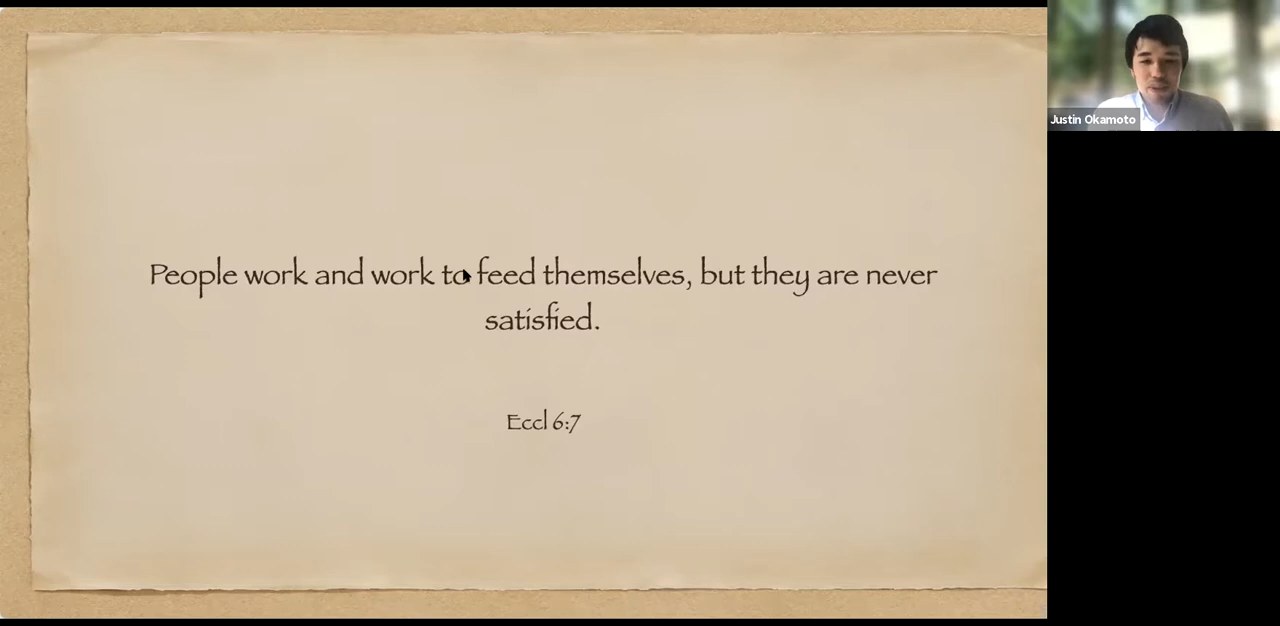 People work and work to feed themselves, but they are never
satisfied.
Eccl 6:7
Justin Okamoto